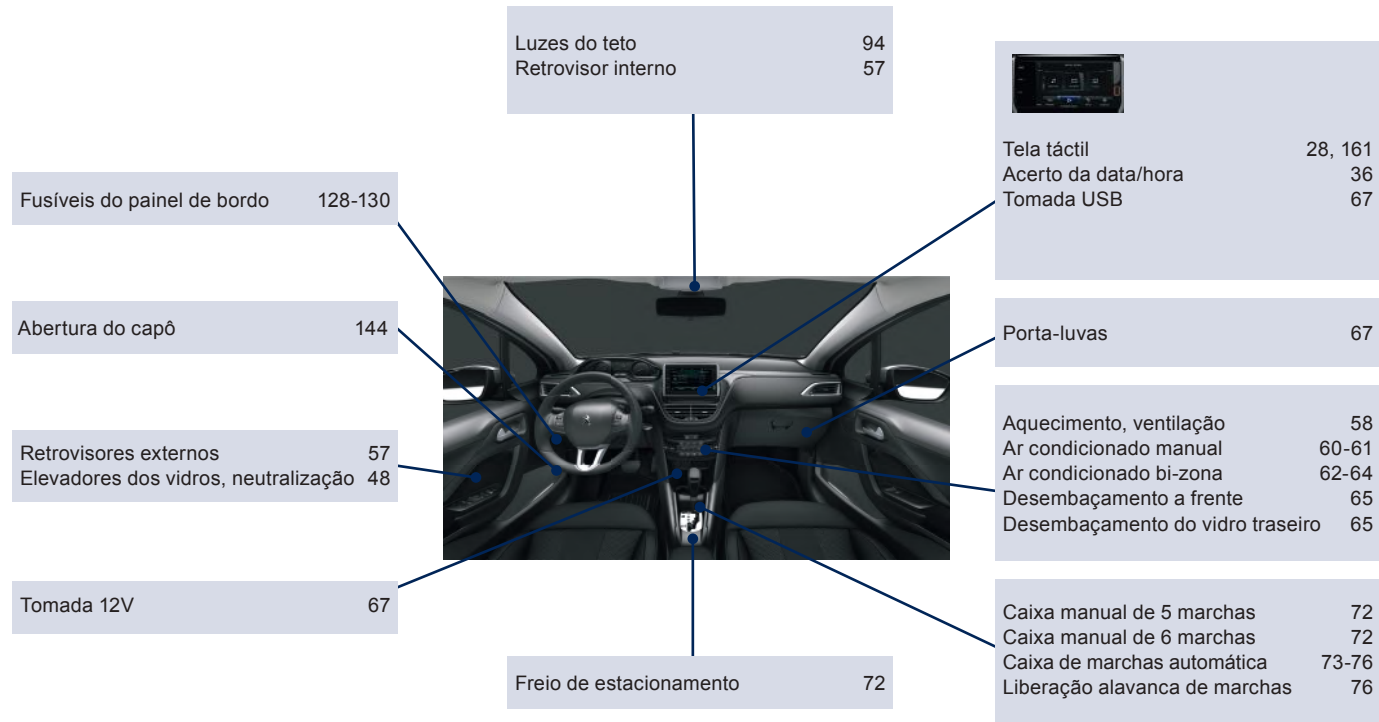 Luzes do teto 94
Retrovisor interno 57
Tela táctil 28, 161
Acerto da data/hora 36
Tomada USB 67
Fusíveis do painel de bordo 128-130
Abertura do capô 144
Porta-luvas 67
Retrovisores externos 57
Elevadores dos vidros, neutralização 48
Aquecimento, ventilação 58
Ar condicionado manual 60-61
Ar condicionado bi-zona 62-64
Desembaçamento a frente 65
Desembaçamento do vidro traseiro 65
Tomada 12V 67
Freio de estacionamento 72
Caixa manual de 5 marchas 72
Caixa manual de 6 marchas 72
Caixa de marchas automática 73-76
Liberação alavanca de marchas 76